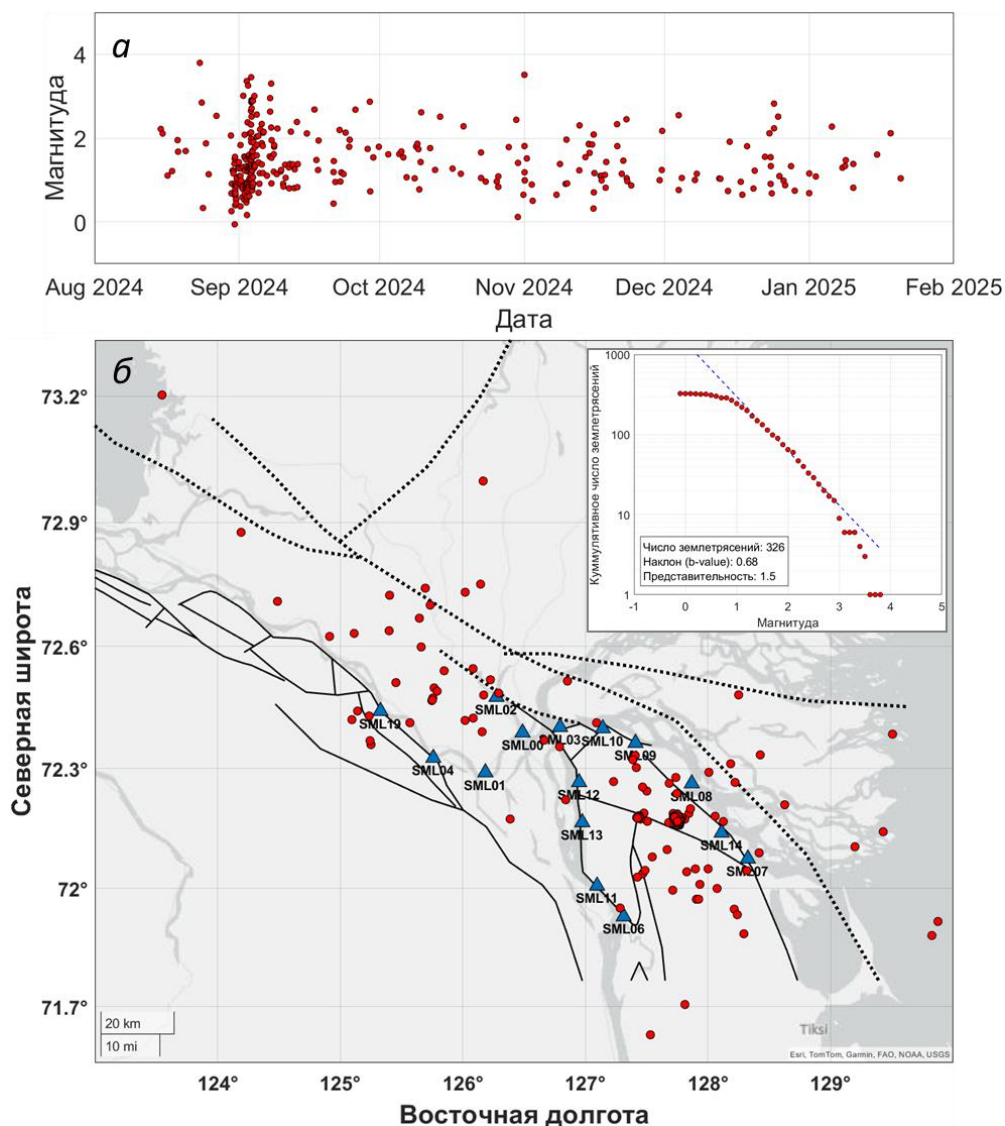 а
Магнитуда
4
2
0
Aug 2024 Sep 2024 Oct 2024 Nov 2024 Dec 2024 Jan 2025 Feb 2025
Дата
б
73.2°
72.9°
72.6°
72.3°
72°
71.7°
Северная широта
Куммулятивное число землетрясений
1000
100
10
1
Число землетрясений: 326
Наклон (b-value): 0.68
Представительность: 1.5
-1 0 1 2 3 4 5
Магнитуда
SML02
SML19
SML00
SML03
SML10
SML09
SML04
SML01
SML12
SML08
SML13
SML14
SML07
SML11
SML06
20 km
10 mi
Tiksi
Esri, TomTom, Garmin, FAO, NOAA, USGS
124° 125° 126° 127° 128° 129°
Восточная долгота